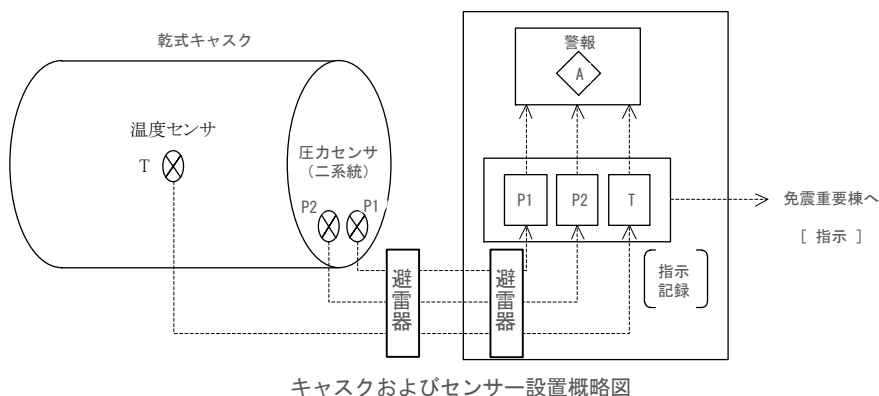 乾式キャスク
温度センサ
T
圧力センサ
(二系統)
P2
P1
避雷器
避雷器
警報
A
P1
P2
T
指示
記録
免震重要棟へ
[ 指示 ]
キャスクおよびセンサー設置概略図